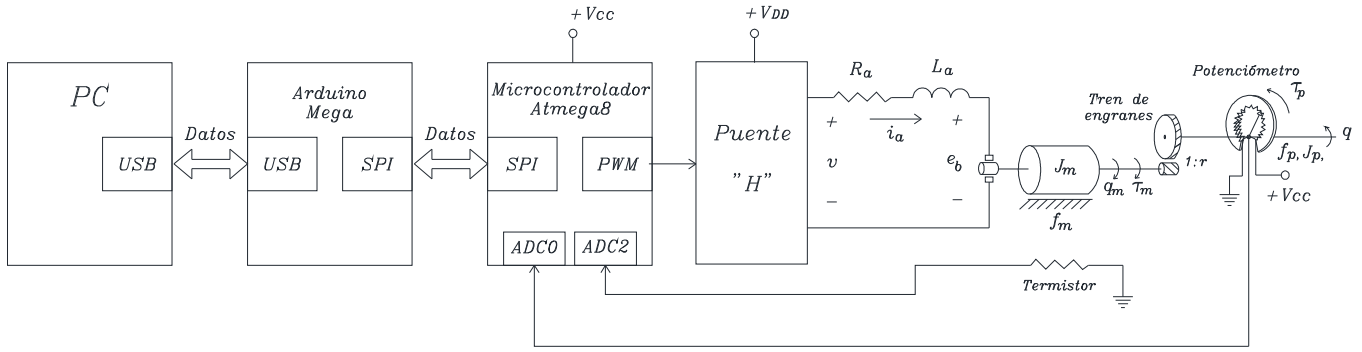 PC
USB
Datos
Arduino
Mega
USB
SPI
Datos
+Vcc
Microcontrolador
Atmega8
SPI
PWM
ADC0
ADC2
+VDD
Puente
"H"
Ra
La
+
v
−
ia
+
eb
−
Jm
fm
qm
τm
Tren de
engranes
1:r
Potenciómetro
τp
q
fp, Jp,
+Vcc
Termistor